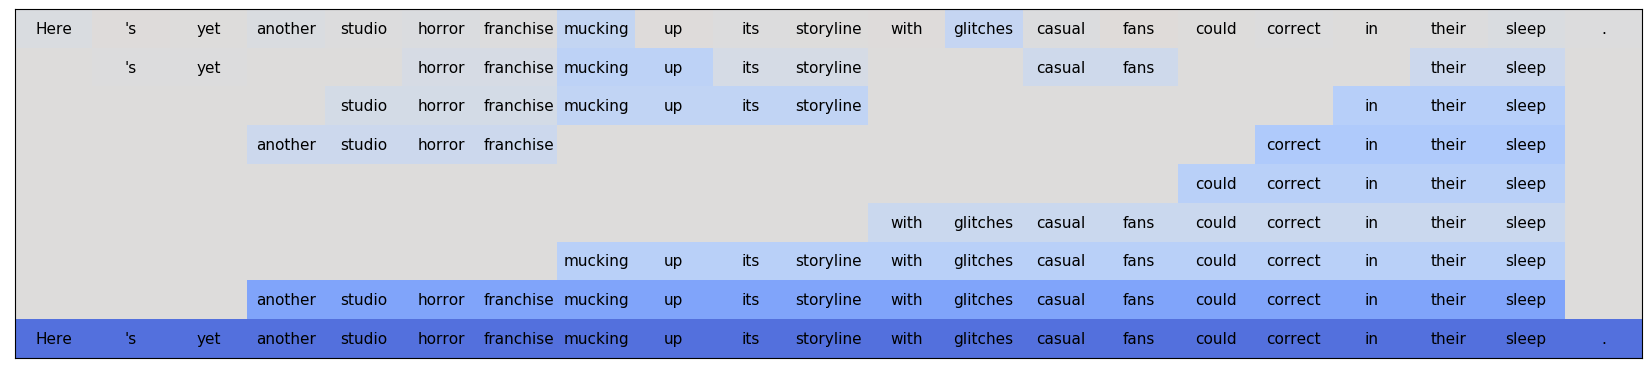 Here 's yet another studio horror franchise mucking up its storyline with glitches casual fans could correct in their sleep .
's yet horror franchise mucking up its storyline casual fans their sleep
studio horror franchise mucking up its storyline in their sleep
another studio horror franchise correct in their sleep
could correct in their sleep
with glitches casual fans could correct in their sleep
mucking up its storyline with glitches casual fans could correct in their sleep
another studio horror franchise mucking up its storyline with glitches casual fans could correct in their sleep
Here 's yet another studio horror franchise mucking up its storyline with glitches casual fans could correct in their sleep .